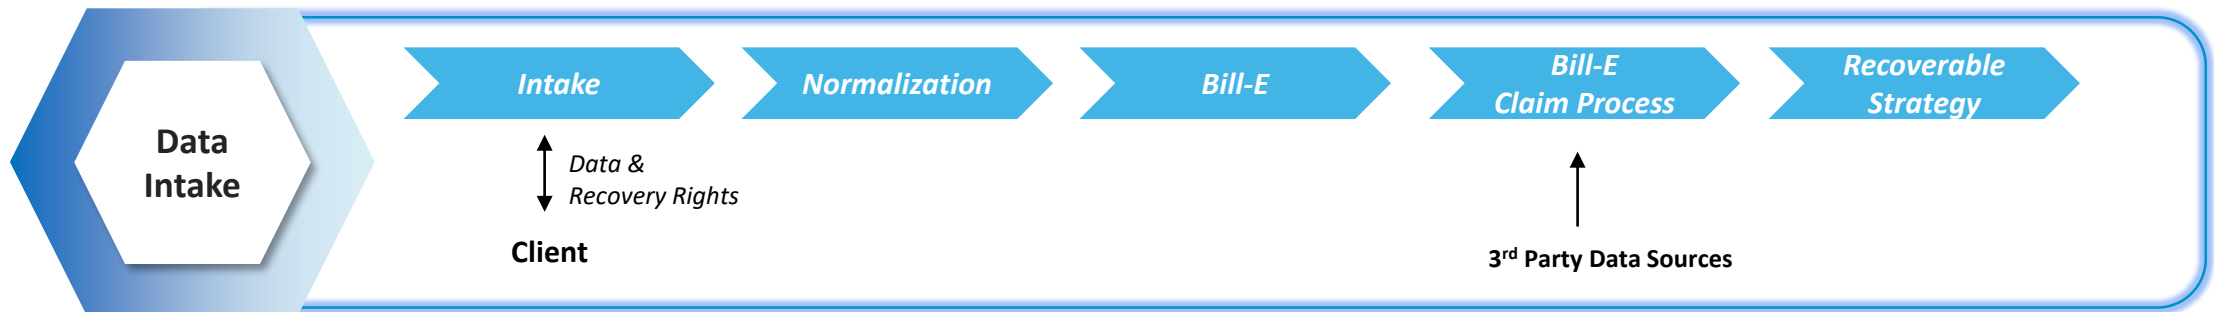 Data
Intake
Intake
Normalization
Bill-E
Bill-E
Claim Process
Recoverable
Strategy
Data &
Recovery Rights
Client
3rd Party Data Sources